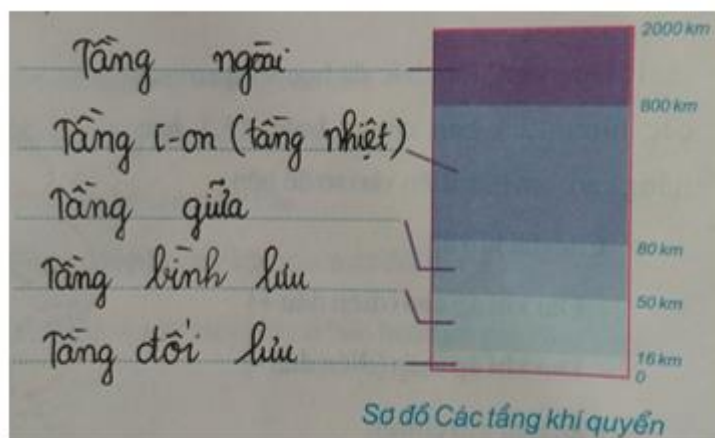 Tầng ngoài
2000 km
800 km
Tầng i-on (tầng nhiệt)
Tầng giữa
80 km
Tầng bình lưu
50 km
Tầng đối lưu
16 km
0
Sơ đồ Các tầng khí quyển